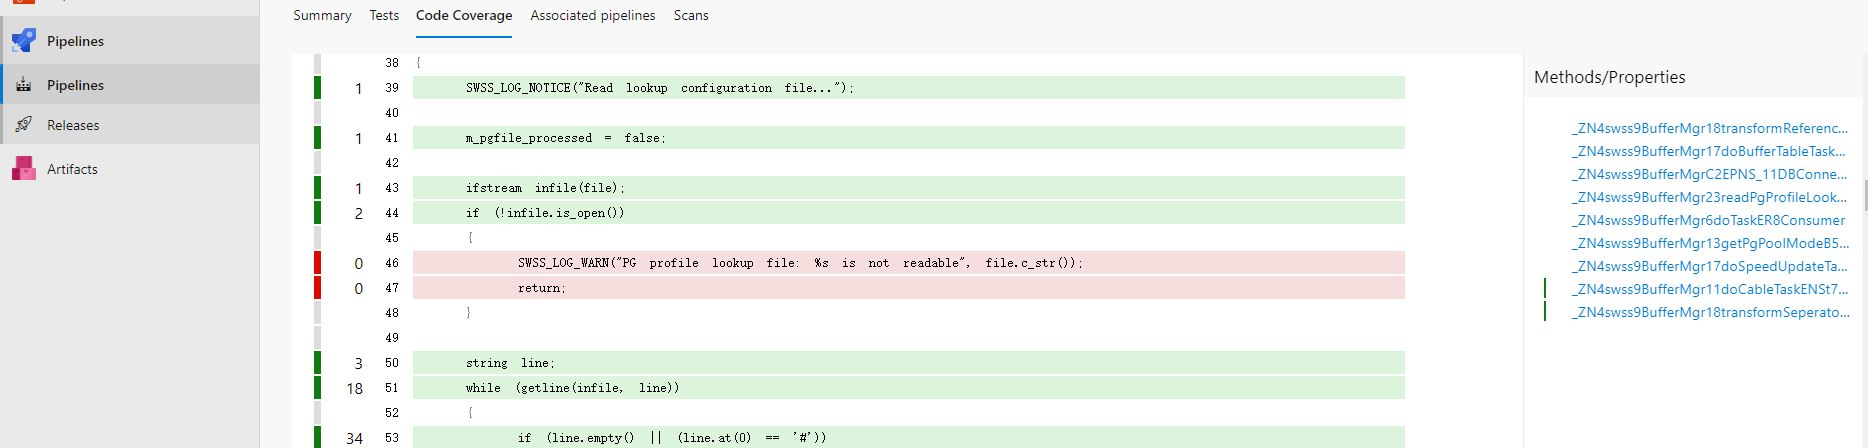 Summary Tests Code Coverage Associated pipelines Scans
Pipelines
Pipelines
Releases
Artifacts
38 {
1 39 SWSS_LOG_NOTICE("Read lookup configuration file...");
40
1 41 m_pgfile_processed = false;
42
1 43 ifstream infile(file);
2 44 if (!infile.is_open())
45 {
0 46 SWSS_LOG_WARN("PG profile lookup file: %s is not readable", file.c_str());
0 47 return;
48 }
49
3 50 string line;
18 51 while (getline(infile, line))
52 {
34 53 if (line.empty() || (line.at(0) == '#'))
Methods/Properties
_ZN4swss9BufferMgr18transformReferenc...
_ZN4swss9BufferMgr17doBufferTableTask...
_ZN4swss9BufferMgrC2EPNS_11DBConne...
_ZN4swss9BufferMgr23readPgProfileLook...
_ZN4swss9BufferMgr6doTaskER8Consumer
_ZN4swss9BufferMgr13getPgPoolModeB5...
_ZN4swss9BufferMgr17doSpeedUpdateTa...
_ZN4swss9BufferMgr11doCableTaskENSt7...
_ZN4swss9BufferMgr18transformSeperato...